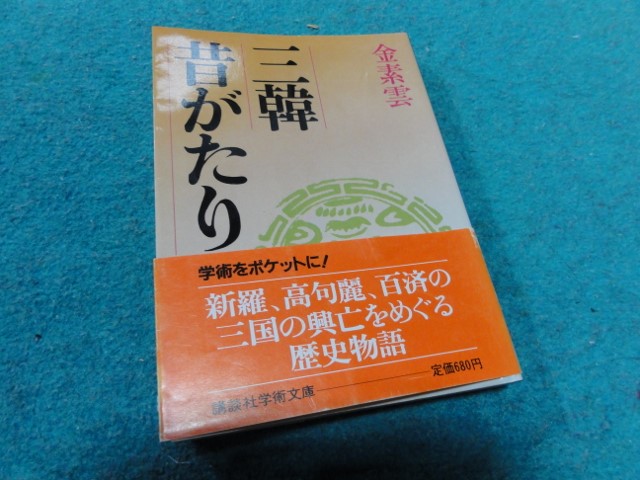 三韓
昔がたり
金素雲
学術をポケットに!
新羅、高句麗、百済の
三国の興亡をめぐる
歴史物語
定価680円
講談社学術文庫